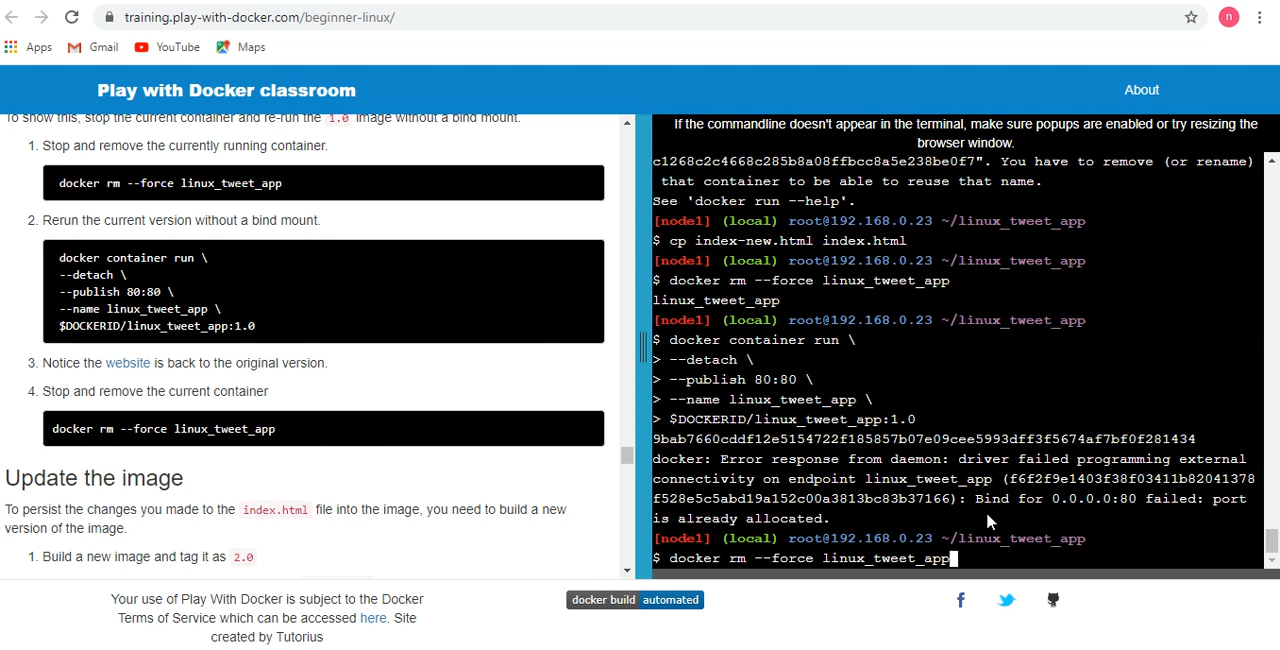 training.play-with-docker.com/beginner-linux/
n
Apps
Gmail
YouTube
Maps
Play with Docker classroom
About
To show this, stop the current container and re-run the 1.0 image without a bind mount.
1. Stop and remove the currently running container.
docker rm --force linux_tweet_app
2. Rerun the current version without a bind mount.
docker container run \
--detach \
--publish 80:80 \
--name linux_tweet_app \
$DOCKERID/linux_tweet_app:1.0
3. Notice the website is back to the original version.
4. Stop and remove the current container
docker rm --force linux_tweet_app
Update the image
To persist the changes you made to the index.html file into the image, you need to build a new
version of the image.
1. Build a new image and tag it as 2.0
If the commandline doesn't appear in the terminal, make sure popups are enabled or try resizing the
browser window.
c1268c2c4668c285b8a08ffbcc8a5e238be0f7". You have to remove (or rename)
that container to be able to reuse that name.
See 'docker run --help'.
[node1] (local) root@192.168.0.23 ~/linux_tweet_app
$ cp index-new.html index.html
[node1] (local) root@192.168.0.23 ~/linux_tweet_app
$ docker rm --force linux_tweet_app
linux_tweet_app
[node1] (local) root@192.168.0.23 ~/linux_tweet_app
$ docker container run \
> --detach \
> --publish 80:80 \
> --name linux_tweet_app \
> $DOCKERID/linux_tweet_app:1.0
9bab7660cddf12e5154722f185857b07e09cee5993dff3f5674af7bf0f281434
docker: Error response from daemon: driver failed programming external
connectivity on endpoint linux_tweet_app (f6f2f9e1403f38f03411b82041378
f528e5c5abd19a152c00a3813bc83b37166): Bind for 0.0.0.0:80 failed: port
is already allocated.
[node1] (local) root@192.168.0.23 ~/linux_tweet_app
$ docker rm --force linux_tweet_app
Your use of Play With Docker is subject to the Docker
Terms of Service which can be accessed here. Site
created by Tutorius
docker build automated